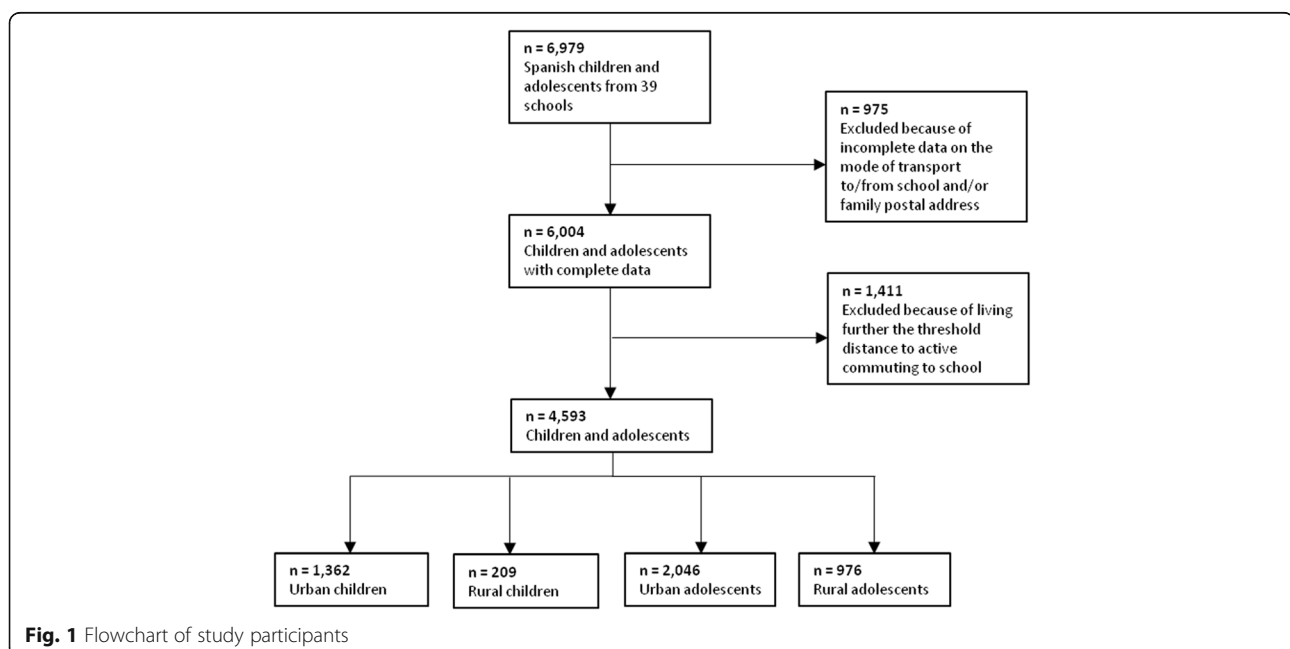 n = 6,979
Spanish children and
adolescents from 39
schools
n = 975
Excluded because of
incomplete data on the
mode of transport
to/from school and/or
family postal address
n = 6,004
Children and adolescents
with complete data
n = 1,411
Excluded because of living
further the threshold
distance to active
commuting to school
n = 4,593
Children and adolescents
n = 1,362
Urban children
n = 209
Rural children
n = 2,046
Urban adolescents
n = 976
Rural adolescents
Fig. 1 Flowchart of study participants